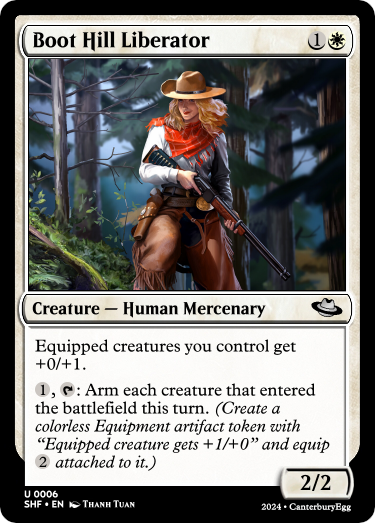 Boot Hill Liberator 1
Creature — Human Mercenary
Equipped creatures you control get
+0/+1.
1, : Arm each creature that entered
the battlefield this turn. (Create a
colorless Equipment artifact token with
“Equipped creature gets +1/+0” and equip
2 attached to it.)
2/2
U 0006
SHF • EN Thanh Tuan
2024 • CanterburyEgg